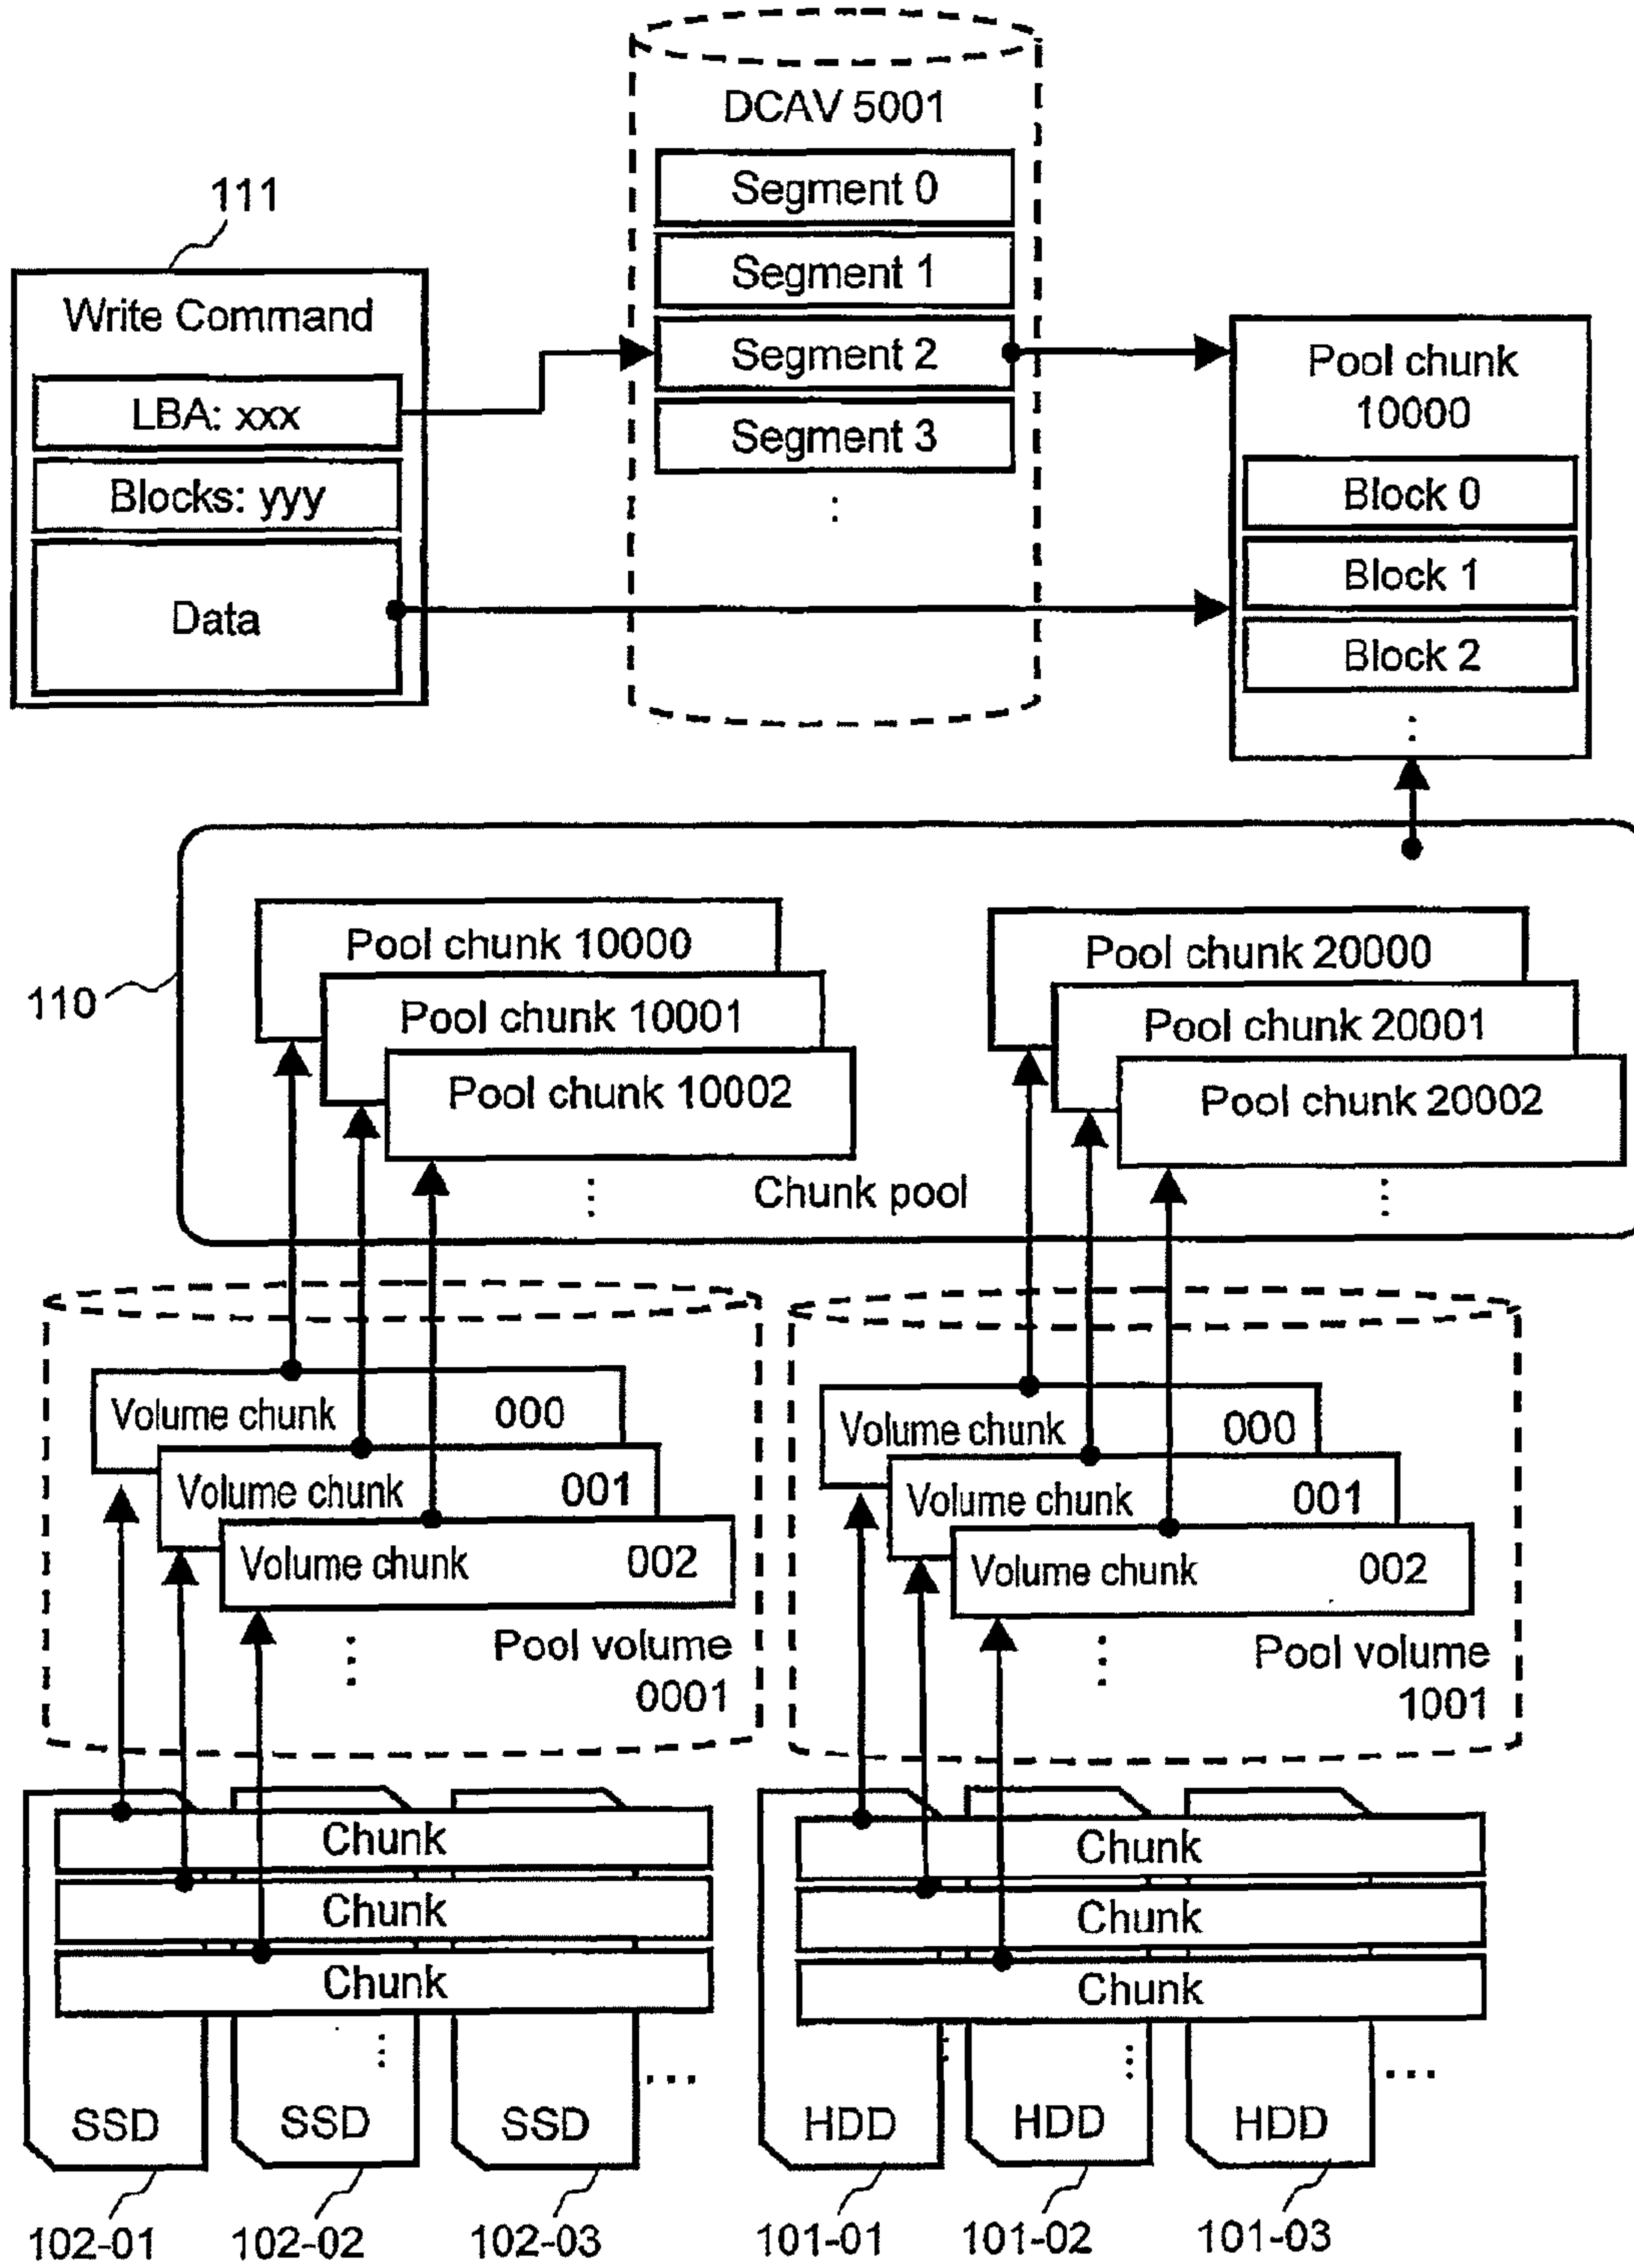 DCAV 5001
Segment 0
Segment 1
Segment 2
Segment 3
111
Write Command
LBA: xxx
Blocks: yyy
Data
Pool chunk
10000
Block 0
Block 1
Block 2
110
Pool chunk 10000
Pool chunk 10001
Pool chunk 10002
Pool chunk 20000
Pool chunk 20001
Pool chunk 20002
Chunk pool
Volume chunk 000
Volume chunk 001
Volume chunk 002
Pool volume
0001
Volume chunk 000
Volume chunk 001
Volume chunk 002
Pool volume
1001
Chunk
Chunk
Chunk
SSD SSD SSD
102-01 102-02 102-03
Chunk
Chunk
Chunk
HDD HDD HDD
101-01 101-02 101-03